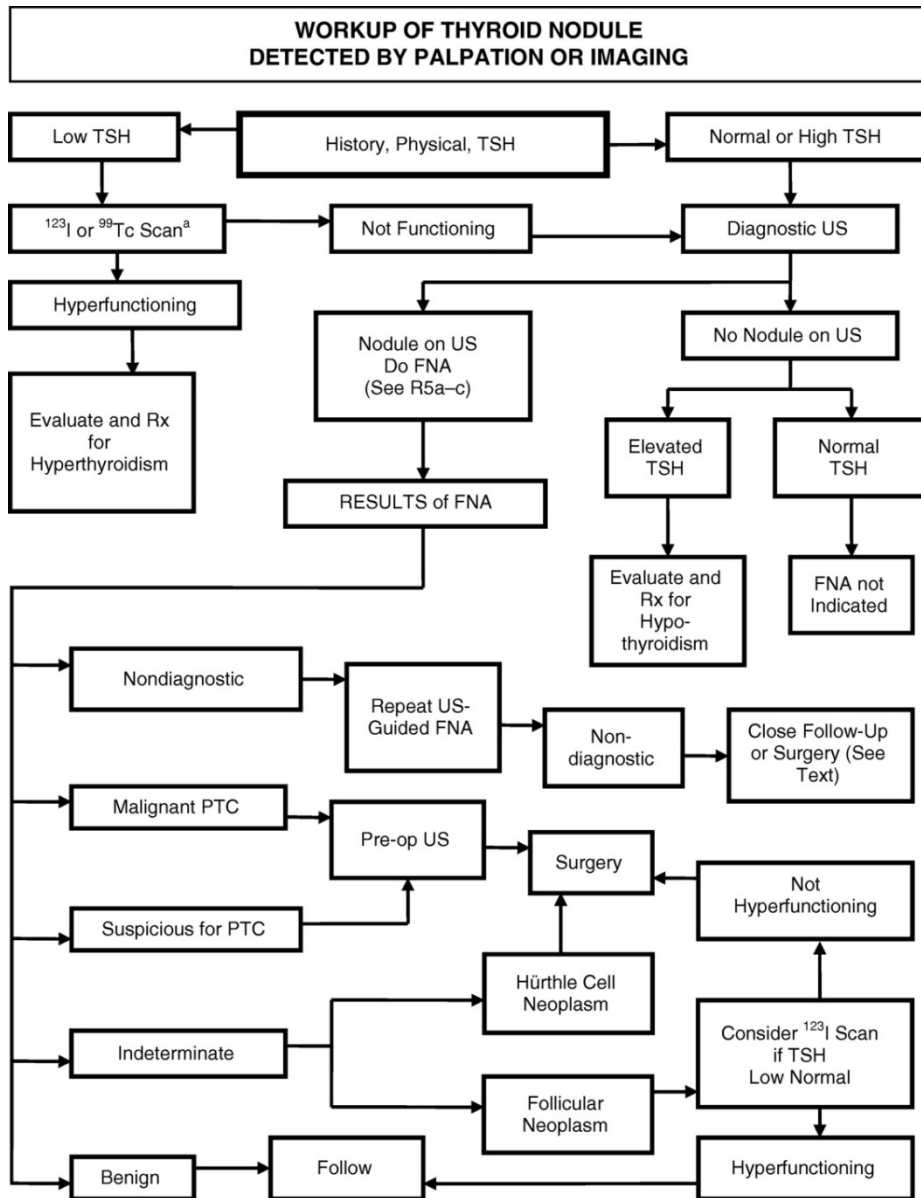 WORKUP OF THYROID NODULE
DETECTED BY PALPATION OR IMAGING
Low TSH
History, Physical, TSH
Normal or High TSH
¹²³I or ⁹⁹Tc Scanᵃ
Not Functioning
Diagnostic US
Hyperfunctioning
Nodule on US
Do FNA
(See R5a–c)
No Nodule on US
Evaluate and Rx
for
Hyperthyroidism
Elevated
TSH
Normal
TSH
RESULTS of FNA
Evaluate and
Rx for
Hypo-
thyroidism
FNA not
Indicated
Nondiagnostic
Repeat US-
Guided FNA
Non-
diagnostic
Close Follow-Up
or Surgery (See
Text)
Malignant PTC
Pre-op US
Surgery
Not
Hyperfunctioning
Suspicious for PTC
Hürthle Cell
Neoplasm
Indeterminate
Consider ¹²³I Scan
if TSH
Low Normal
Follicular
Neoplasm
Benign
Follow
Hyperfunctioning